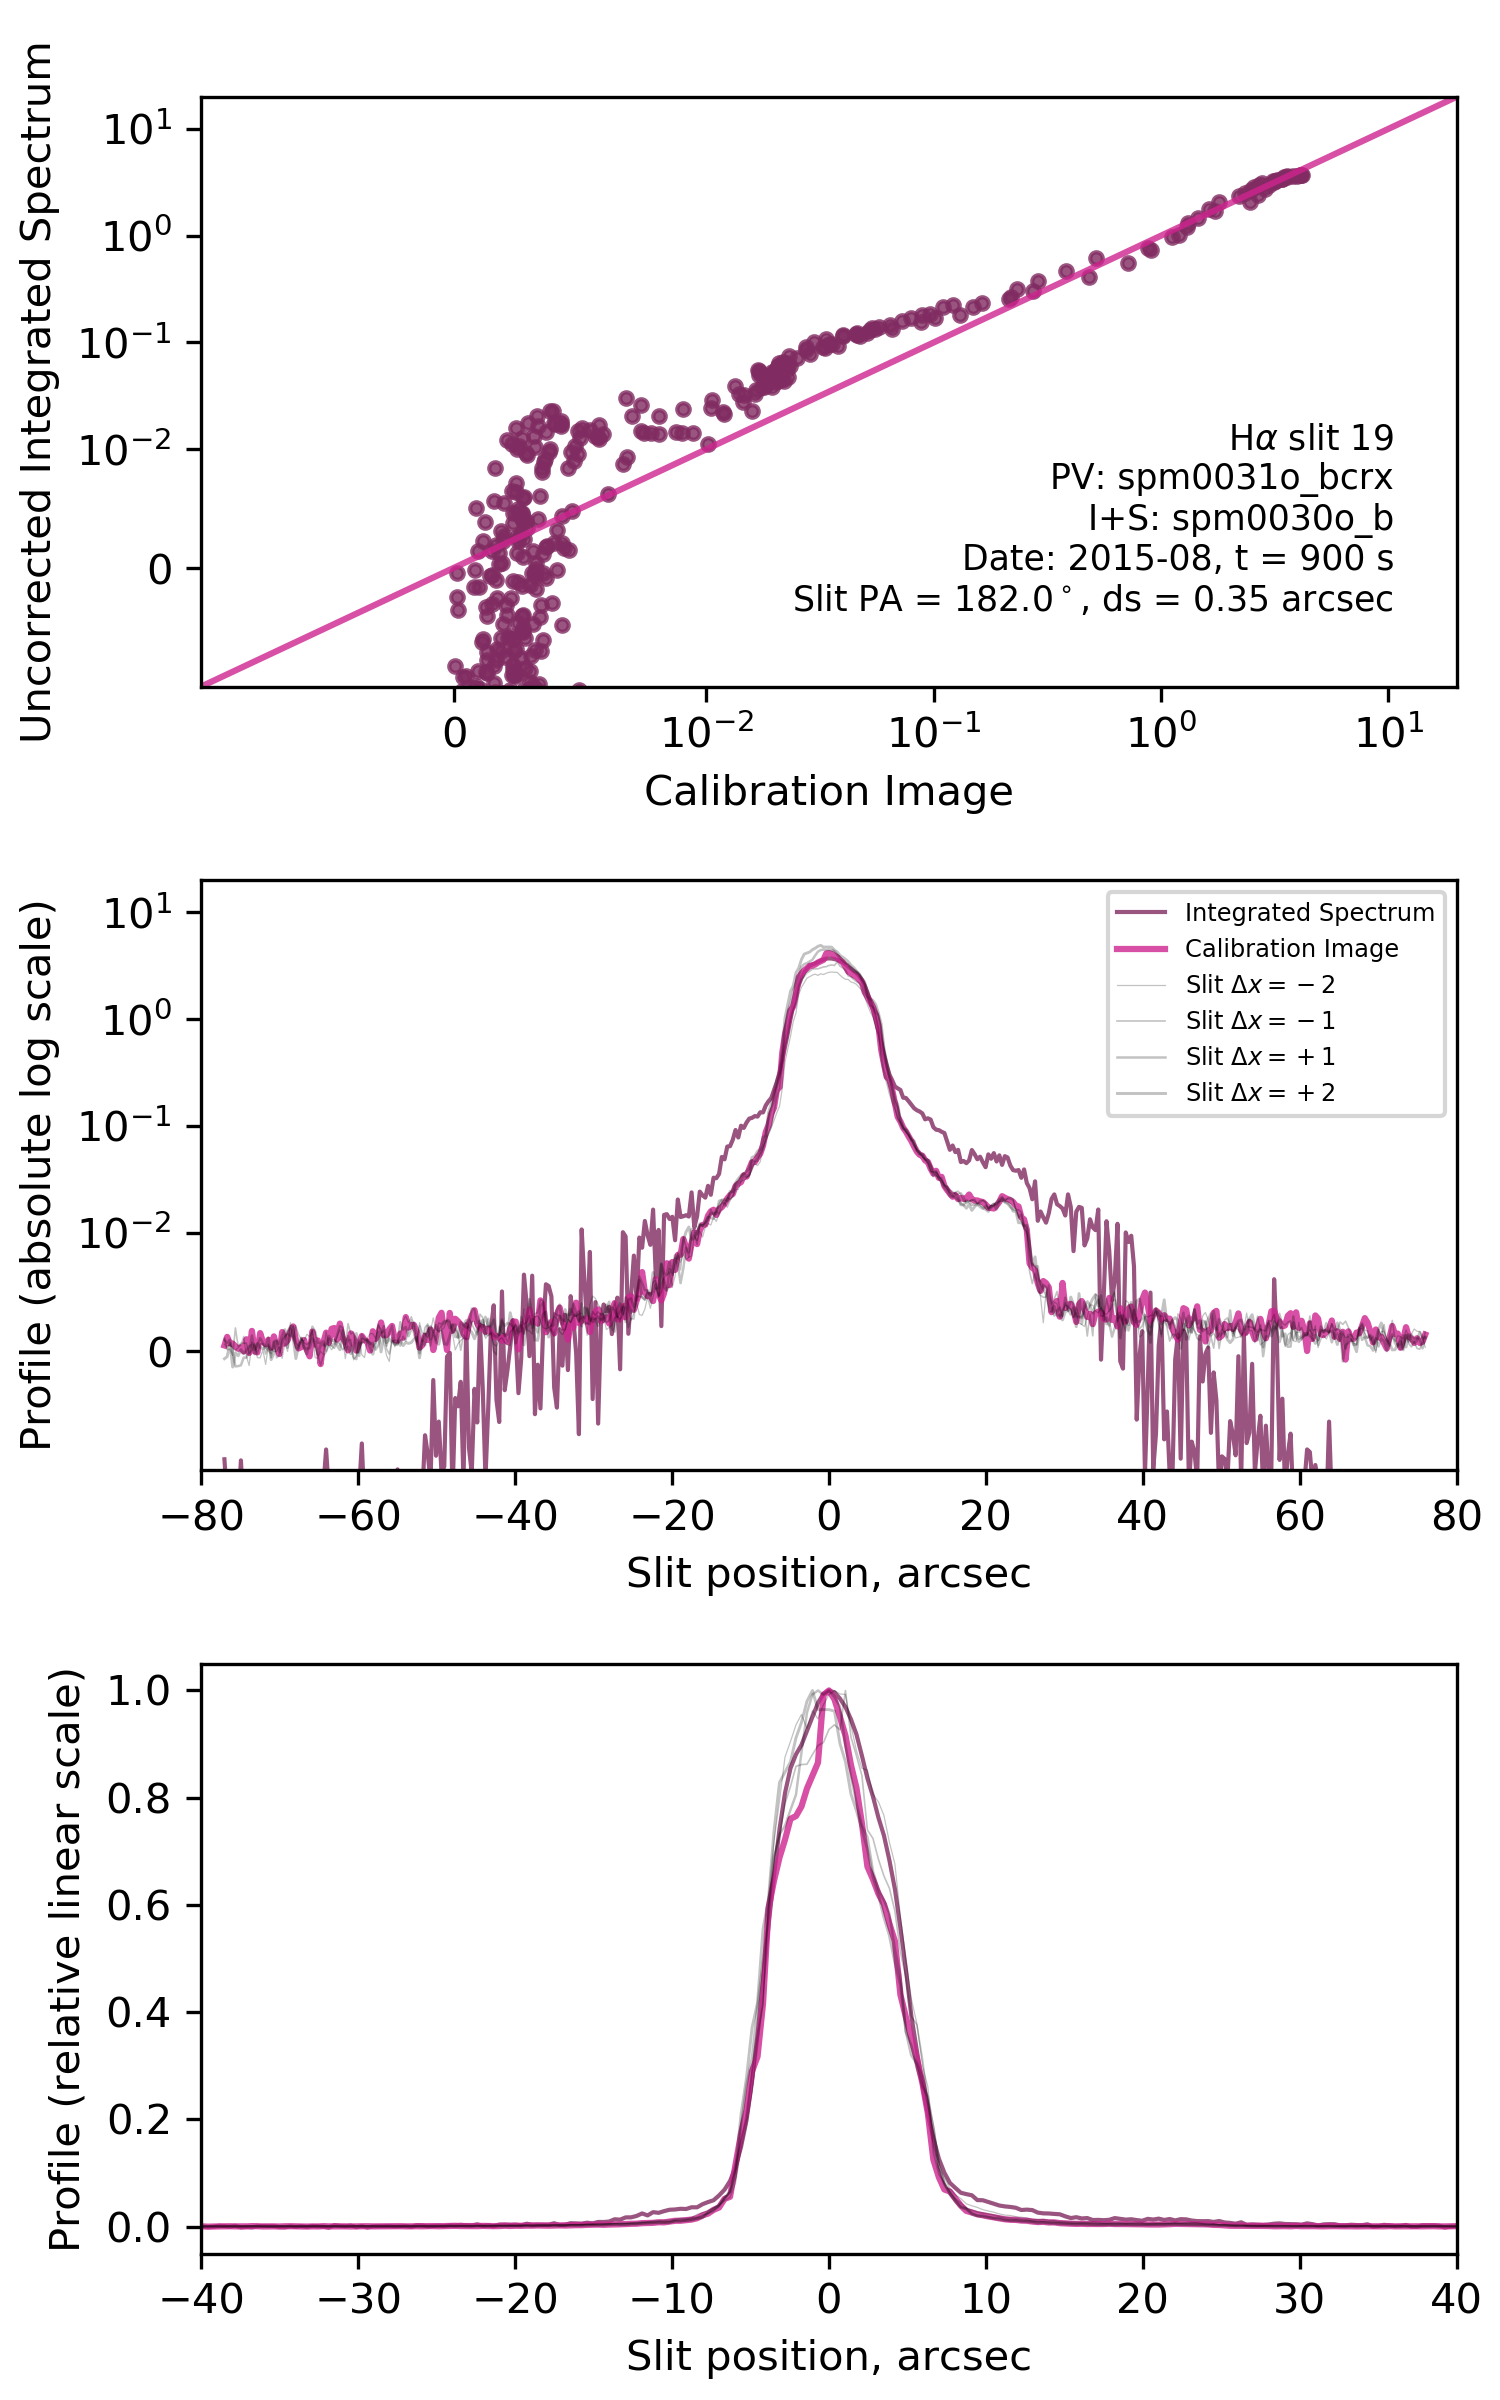 Uncorrected Integrated Spectrum
10¹
10⁰
10⁻¹
10⁻²
0
Hα slit 19
PV: spm0031o_bcrx
I+S: spm0030o_b
Date: 2015-08, t = 900 s
Slit PA = 182.0°, ds = 0.35 arcsec
0 10⁻² 10⁻¹ 10⁰ 10¹
Calibration Image
Profile (absolute log scale)
10¹
10⁰
10⁻¹
10⁻²
0
Integrated Spectrum
Calibration Image
Slit Δx = −2
Slit Δx = −1
Slit Δx = +1
Slit Δx = +2
−80 −60 −40 −20 0 20 40 60 80
Slit position, arcsec
Profile (relative linear scale)
1.0
0.8
0.6
0.4
0.2
0.0
−40 −30 −20 −10 0 10 20 30 40
Slit position, arcsec